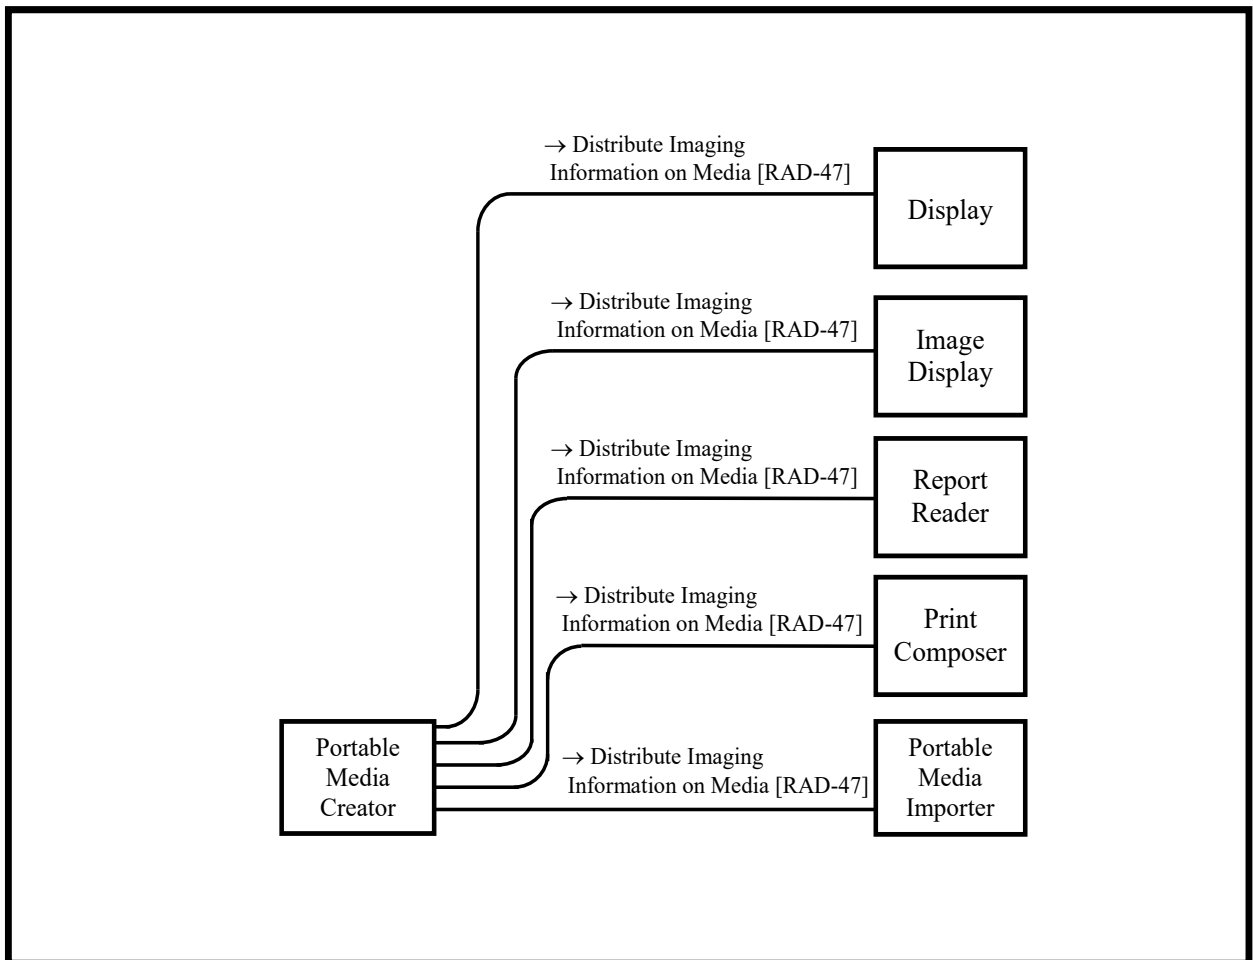 → Distribute Imaging
Information on Media [RAD-47]
Display
→ Distribute Imaging
Information on Media [RAD-47]
Image
Display
→ Distribute Imaging
Information on Media [RAD-47]
Report
Reader
→ Distribute Imaging
Information on Media [RAD-47]
Print
Composer
Portable
Media
Creator
→ Distribute Imaging
Information on Media [RAD-47]
Portable
Media
Importer